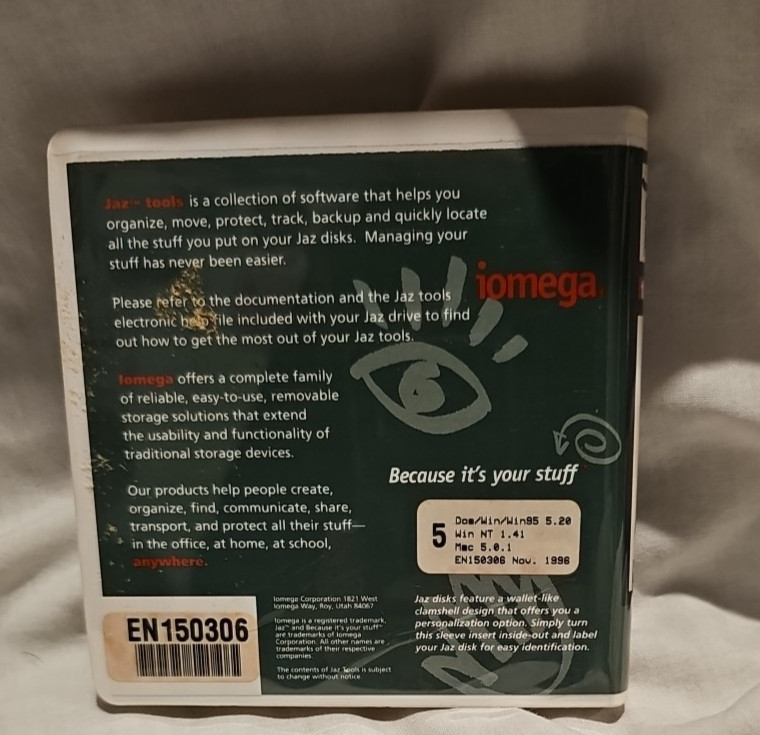 Jaz™ tools is a collection of software that helps you
organize, move, protect, track, backup and quickly locate
all the stuff you put on your Jaz disks. Managing your
stuff has never been easier.
iomega
Please refer to the documentation and the Jaz tools
electronic help file included with your Jaz drive to find
out how to get the most out of your Jaz tools.
Iomega offers a complete family
of reliable, easy-to-use, removable
storage solutions that extend
the usability and functionality of
traditional storage devices.
Because it's your stuff
Our products help people create,
organize, find, communicate, share,
transport, and protect all their stuff—
in the office, at home, at school,
anywhere.
5
Dos/Win/Win95 5.20
Win NT 1.41
Mac 5.0.1
EN150306 Nov. 1996
EN150306
Iomega Corporation 1821 West
Iomega Way, Roy, Utah 84067
Iomega is a registered trademark,
Jaz™ and Because it's your stuff™
are trademarks of Iomega
Corporation. All other names are
trademarks of their respective
companies.
The contents of Jaz Tools is subject
to change without notice.
Jaz disks feature a wallet-like
clamshell design that offers you a
personalization option. Simply turn
this sleeve insert inside-out and label
your Jaz disk for easy identification.